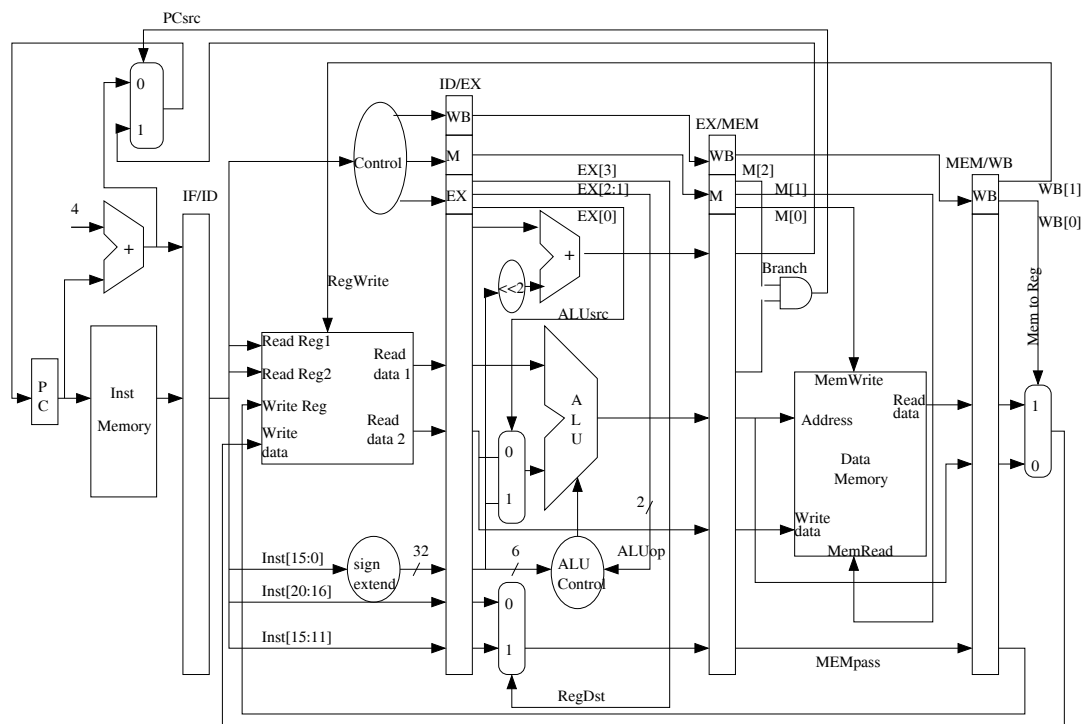 PCsrc
0
1
ID/EX
WB
M
EX
Control
EX[3]
EX[2:1]
EX[0]
EX/MEM
WB
M
M[2]
M[1]
M[0]
MEM/WB
WB
WB[1]
WB[0]
IF/ID
4
+
+
<<2
Branch
RegWrite
ALUsrc
Mem to Reg
P
C
Inst
Memory
Read Reg1
Read Reg2
Write Reg
Write
data
Read
data 1
Read
data 2
0
1
A
L
U
MemWrite
Read
data
Address
Data
Memory
Write
data
MemRead
1
0
2
Inst[15:0]
sign
extend
32
6
ALU
Control
ALUop
Inst[20:16]
0
1
Inst[15:11]
MEMpass
RegDst